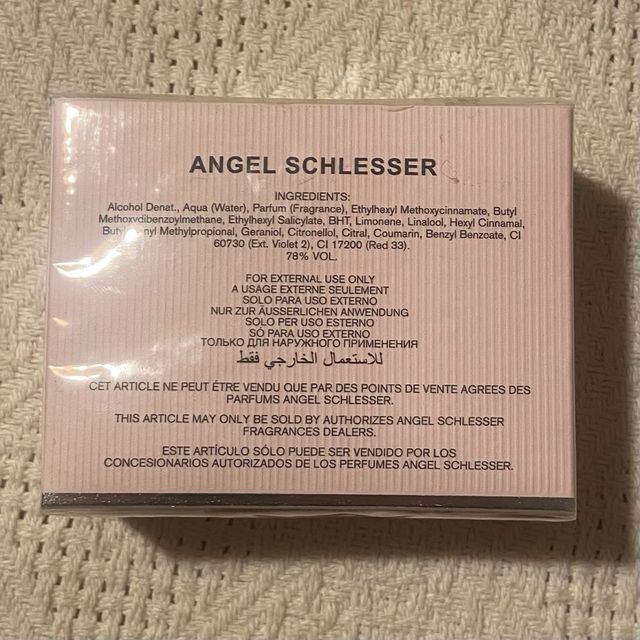 ANGEL SCHLESSER
INGREDIENTS:
Alcohol Denat., Aqua (Water), Parfum (Fragrance), Ethylhexyl Methoxycinnamate, Butyl
Methoxydibenzoylmethane, Ethylhexyl Salicylate, BHT, Limonene, Linalool, Hexyl Cinnamal,
Methylpropional, Geraniol, Citronellol, Citral, Coumarin, Benzyl Benzoate, CI
60730 (Ext. Violet 2), CI 17200 (Red 33).
78% VOL.
FOR EXTERNAL USE ONLY
A USAGE EXTERNE SEULEMENT
SOLO PARA USO EXTERNO
NUR ZUR ÄUSSERLICHEN ANWENDUNG
SOLO PER USO ESTERNO
SÓ PARA USO EXTERNO
ТОЛЬКО ДЛЯ НАРУЖНОГО ПРИМЕНЕНИЯ
للاستعمال الخارجي فقط
CET ARTICLE NE PEUT ÉTRE VENDU QUE PAR DES POINTS DE VENTE AGREES DES
PARFUMS ANGEL SCHLESSER.
THIS ARTICLE MAY ONLY BE SOLD BY AUTHORIZES ANGEL SCHLESSER
FRAGRANCES DEALERS.
ESTE ARTÍCULO SÓLO PUEDE SER VENDIDO POR LOS
CONCESIONARIOS AUTORIZADOS DE LOS PERFUMES ANGEL SCHLESSER.